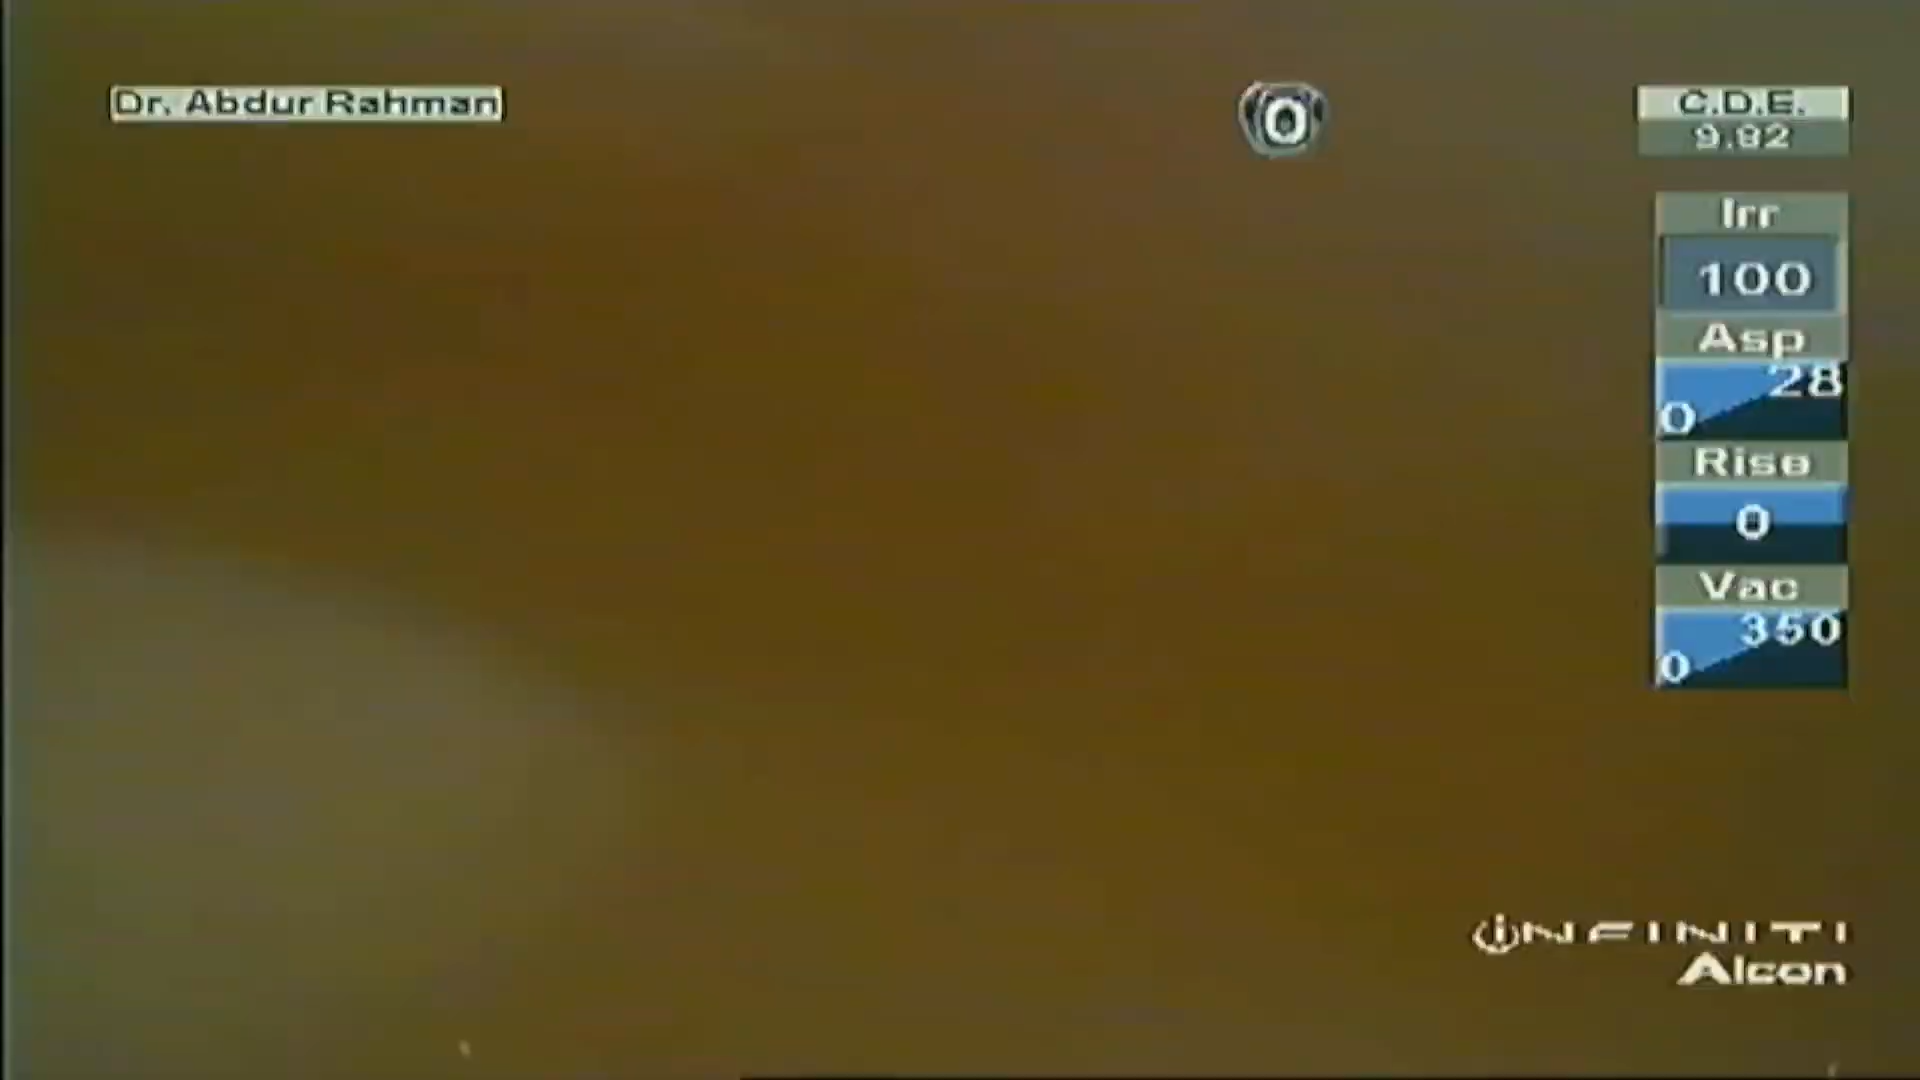 Dr. Abdur Rahman
0
C.D.E.
9.82
Irr
100
Asp
28
0
Rise
0
Vac
350
0
INFINITI
Alcon